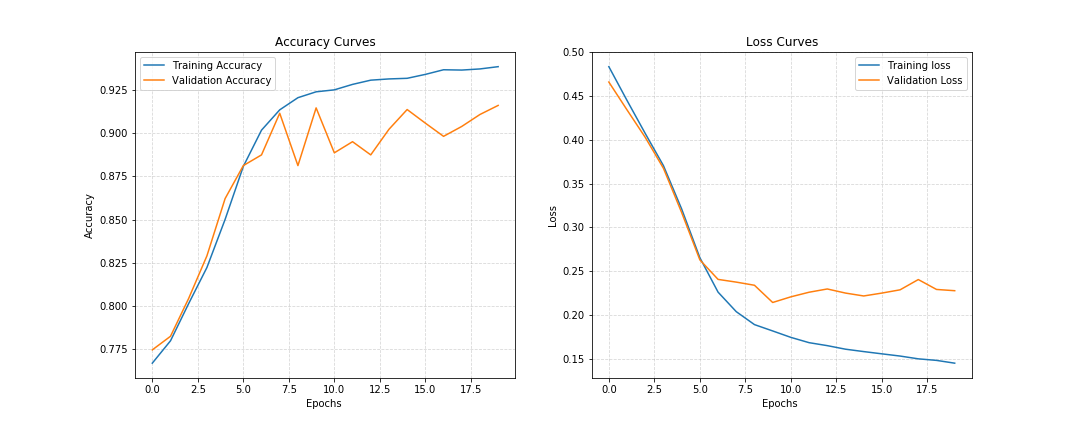 Accuracy Curves
Training Accuracy
Validation Accuracy
0.925
0.900
0.875
0.850
0.825
0.800
0.775
Accuracy
0.0 2.5 5.0 7.5 10.0 12.5 15.0 17.5
Epochs
Loss Curves
Training loss
Validation Loss
0.50
0.45
0.40
0.35
0.30
0.25
0.20
0.15
Loss
0.0 2.5 5.0 7.5 10.0 12.5 15.0 17.5
Epochs